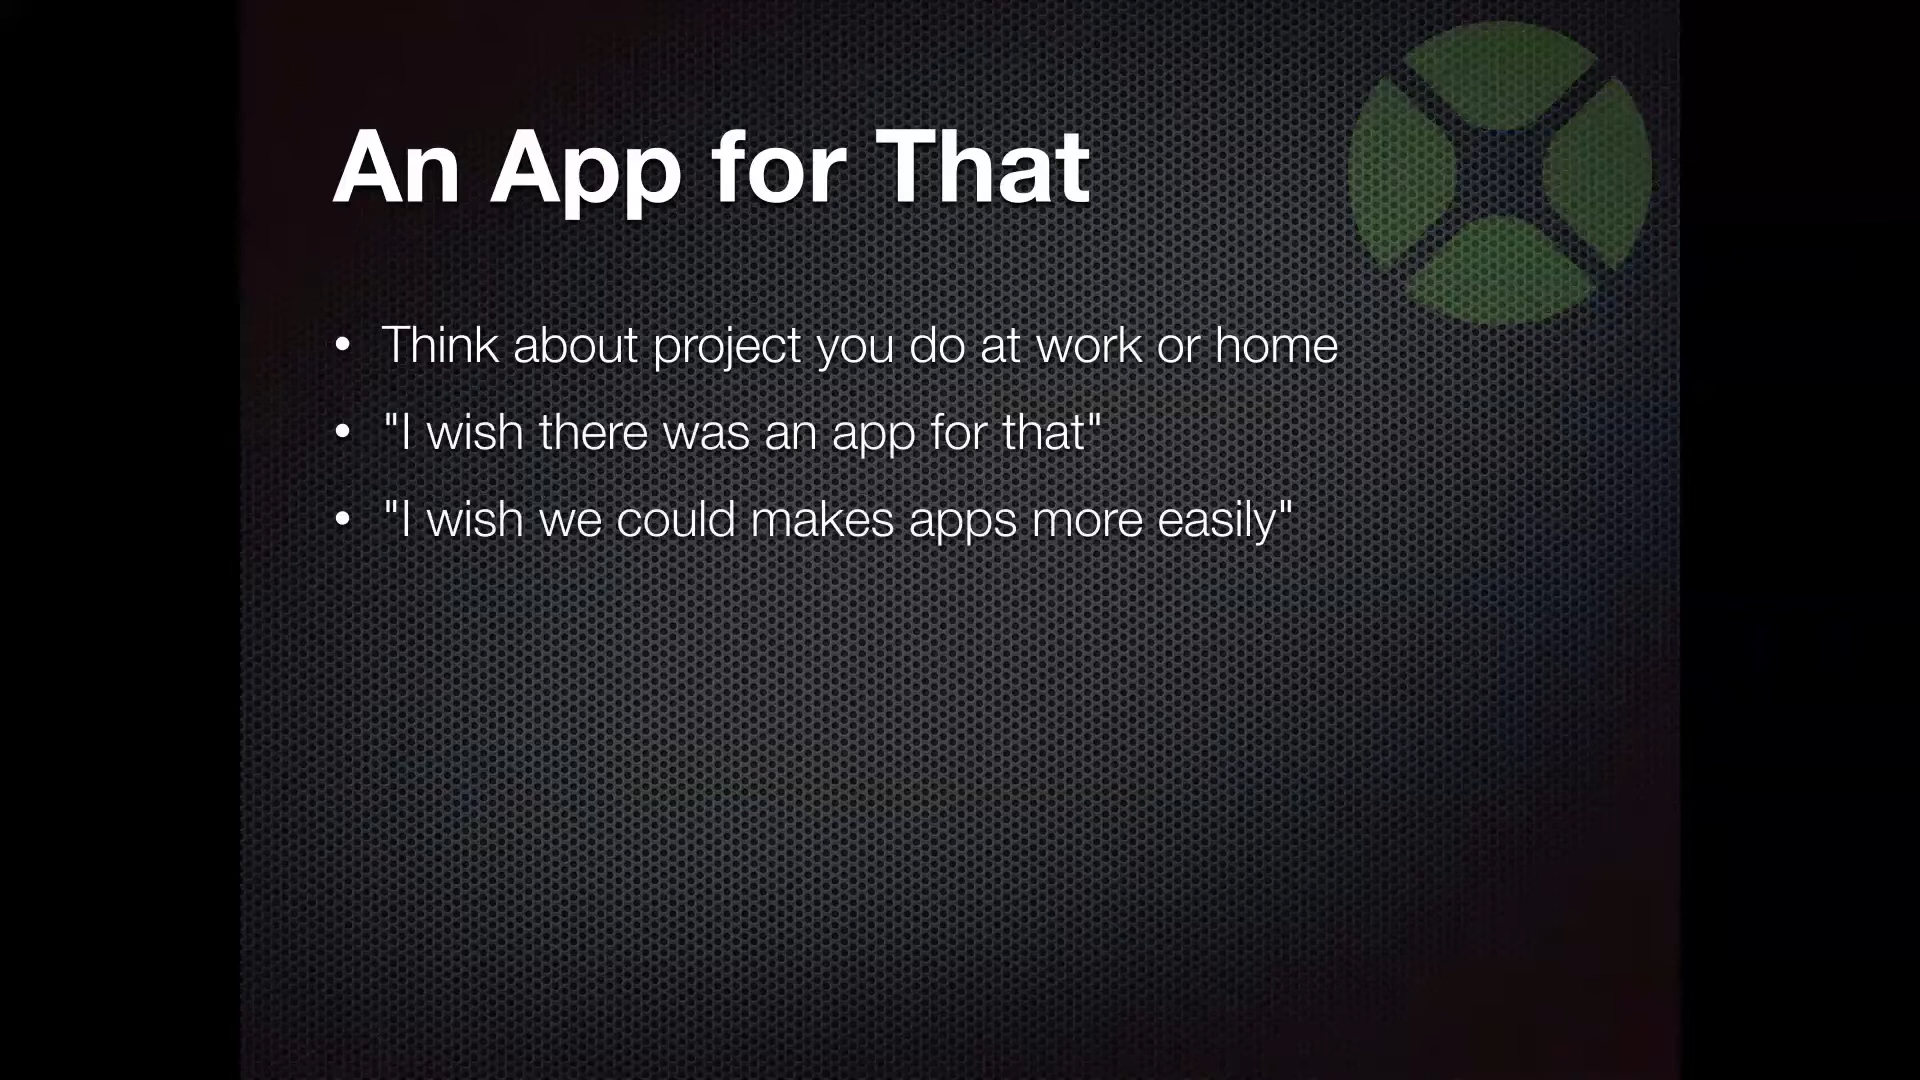 An App for That
• Think about project you do at work or home
• "I wish there was an app for that"
• "I wish we could makes apps more easily"